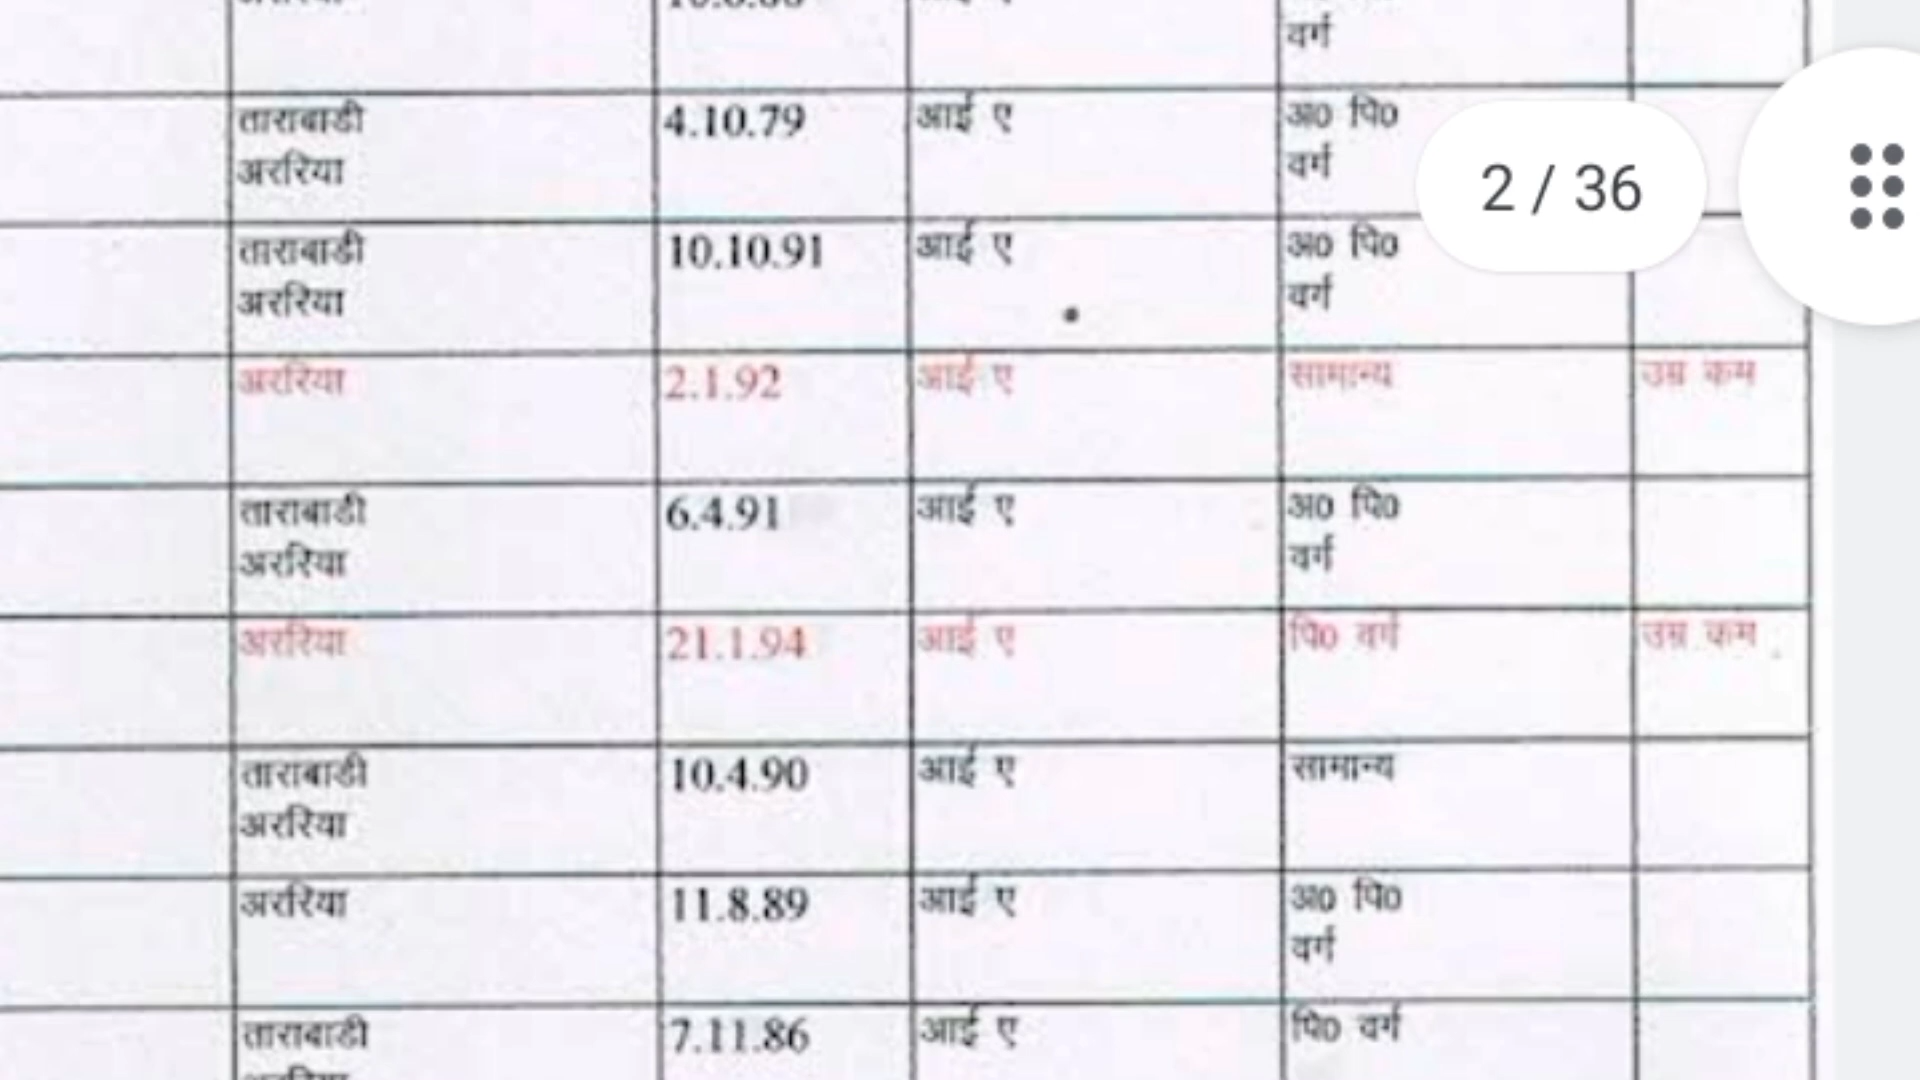 वर्ग
ताराबाडी 4.10.79 आई ए अ0 पि0
अररिया वर्ग
2 / 36
ताराबाडी 10.10.91 आई ए अ0 पि0
अररिया वर्ग
अररिया 2.1.92 आई ए सामान्य उम्र कम
ताराबाडी 6.4.91 आई ए अ0 पि0
अररिया वर्ग
अररिया 21.1.94 आई ए पि0 वर्ग उम्र कम
ताराबाडी 10.4.90 आई ए सामान्य
अररिया
अररिया 11.8.89 आई ए अ0 पि0
वर्ग
ताराबाडी 7.11.86 आई ए पि0 वर्ग